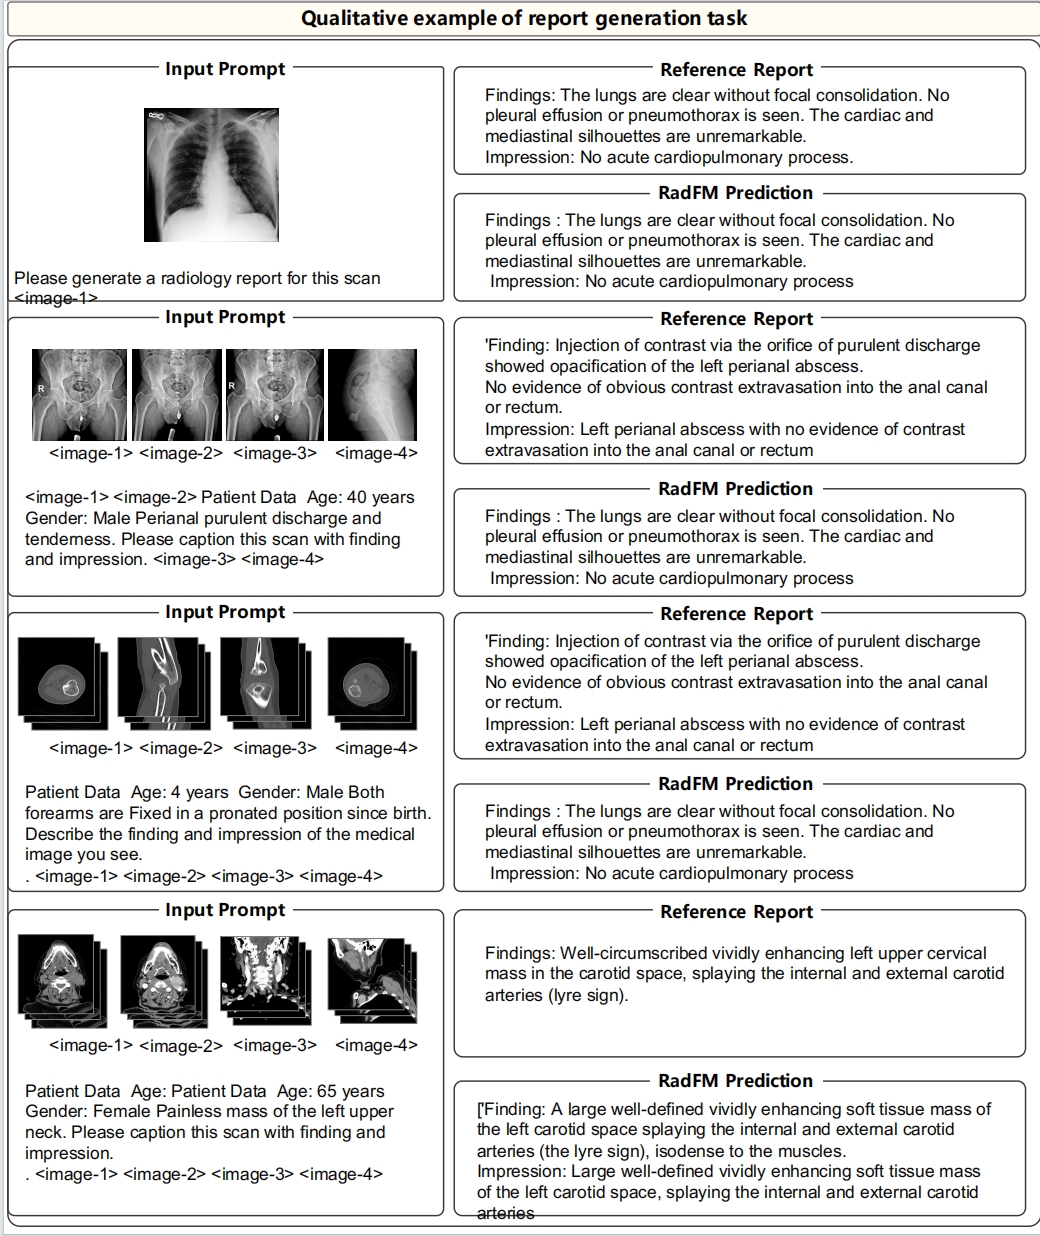 Qualitative example of report generation task
Input Prompt
Please generate a radiology report for this scan
<image-1>
Reference Report
Findings: The lungs are clear without focal consolidation. No
pleural effusion or pneumothorax is seen. The cardiac and
mediastinal silhouettes are unremarkable.
Impression: No acute cardiopulmonary process.
RadFM Prediction
Findings : The lungs are clear without focal consolidation. No
pleural effusion or pneumothorax is seen. The cardiac and
mediastinal silhouettes are unremarkable.
Impression: No acute cardiopulmonary process
Input Prompt
R
R
<image-1> <image-2> <image-3> <image-4>
<image-1> <image-2> Patient Data Age: 40 years
Gender: Male Perianal purulent discharge and
tenderness. Please caption this scan with finding
and impression. <image-3> <image-4>
Reference Report
'Finding: Injection of contrast via the orifice of purulent discharge
showed opacification of the left perianal abscess.
No evidence of obvious contrast extravasation into the anal canal
or rectum.
Impression: Left perianal abscess with no evidence of contrast
extravasation into the anal canal or rectum
RadFM Prediction
Findings : The lungs are clear without focal consolidation. No
pleural effusion or pneumothorax is seen. The cardiac and
mediastinal silhouettes are unremarkable.
Impression: No acute cardiopulmonary process
Input Prompt
<image-1> <image-2> <image-3> <image-4>
Patient Data Age: 4 years Gender: Male Both
forearms are Fixed in a pronated position since birth.
Describe the finding and impression of the medical
image you see.
. <image-1> <image-2> <image-3> <image-4>
Reference Report
'Finding: Injection of contrast via the orifice of purulent discharge
showed opacification of the left perianal abscess.
No evidence of obvious contrast extravasation into the anal canal
or rectum.
Impression: Left perianal abscess with no evidence of contrast
extravasation into the anal canal or rectum
RadFM Prediction
Findings : The lungs are clear without focal consolidation. No
pleural effusion or pneumothorax is seen. The cardiac and
mediastinal silhouettes are unremarkable.
Impression: No acute cardiopulmonary process
Input Prompt
<image-1> <image-2> <image-3> <image-4>
Patient Data Age: Patient Data Age: 65 years
Gender: Female Painless mass of the left upper
neck. Please caption this scan with finding and
impression.
. <image-1> <image-2> <image-3> <image-4>
Reference Report
Findings: Well-circumscribed vividly enhancing left upper cervical
mass in the carotid space, splaying the internal and external carotid
arteries (lyre sign).
RadFM Prediction
['Finding: A large well-defined vividly enhancing soft tissue mass of
the left carotid space splaying the internal and external carotid
arteries (the lyre sign), isodense to the muscles.
Impression: Large well-defined vividly enhancing soft tissue mass
of the left carotid space, splaying the internal and external carotid
arteries